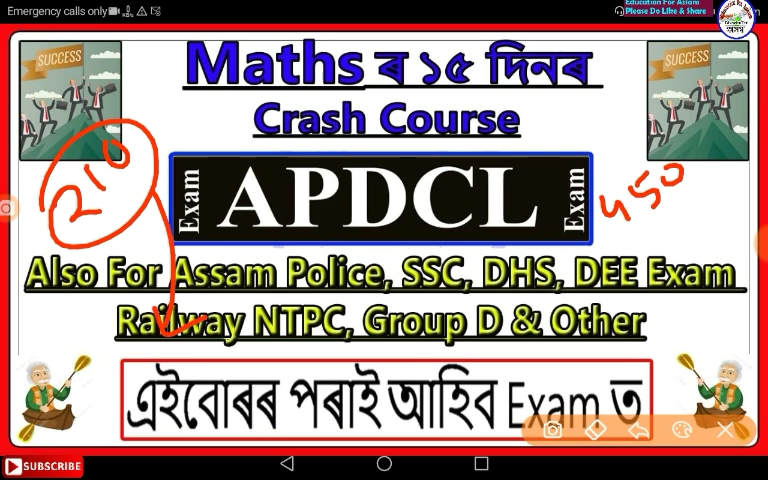 Emergency calls only
Education For Assam
Please Do LIke & Share
SUCCESS
SUCCESS
Maths ৰ ১৫ দিনৰ
Crash Course
Exam APDCL Exam
210
450
Also For Assam Police, SSC, DHS, DEE Exam
Railway NTPC, Group D & Other
এইবোৰৰ পৰাই আহিব Exam ত
SUBSCRIBE